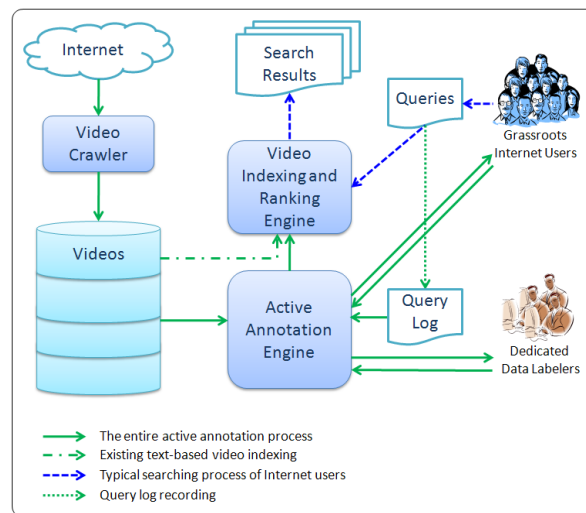 Internet
Search
Results
Queries
Grassroots
Internet Users
Video
Crawler
Video
Indexing and
Ranking
Engine
Videos
Active
Annotation
Engine
Query
Log
Dedicated
Data Labelers
The entire active annotation process
Existing text-based video indexing
Typical searching process of Internet users
Query log recording